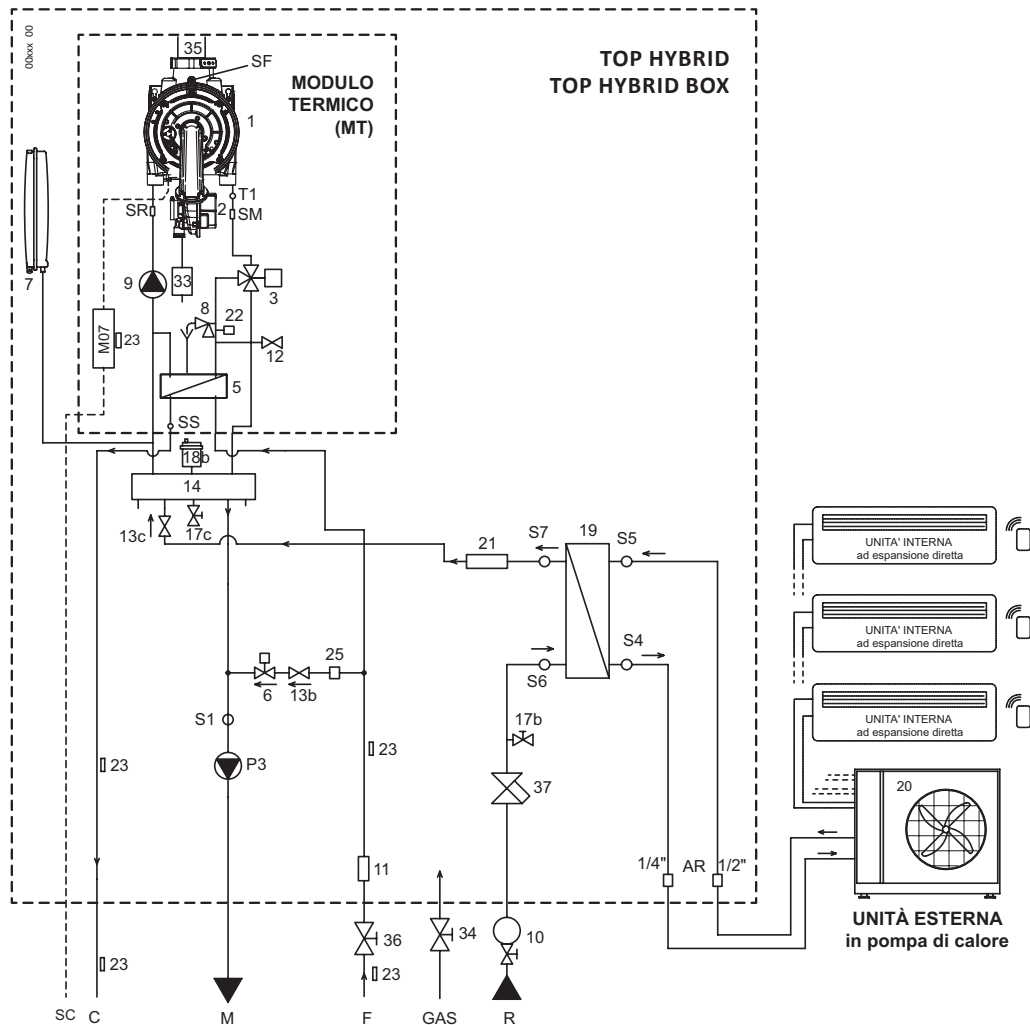 00xxx 00
35
SF
MODULO
TERMICO
(MT)
TOP HYBRID
TOP HYBRID BOX
1
T1
SR
2
SM
7
9
33
3
8
22
M07
23
12
5
SS
18b
14
13c
17c
21
S7
19
S5
UNITA' INTERNA
ad espansione diretta
UNITA' INTERNA
ad espansione diretta
UNITA' INTERNA
ad espansione diretta
25
6
13b
S6
S4
S1
17b
23
P3
23
37
20
11
1/4"
AR
1/2"
36
34
10
UNITÀ ESTERNA
in pompa di calore
23
23
SC
C
M
F
GAS
R